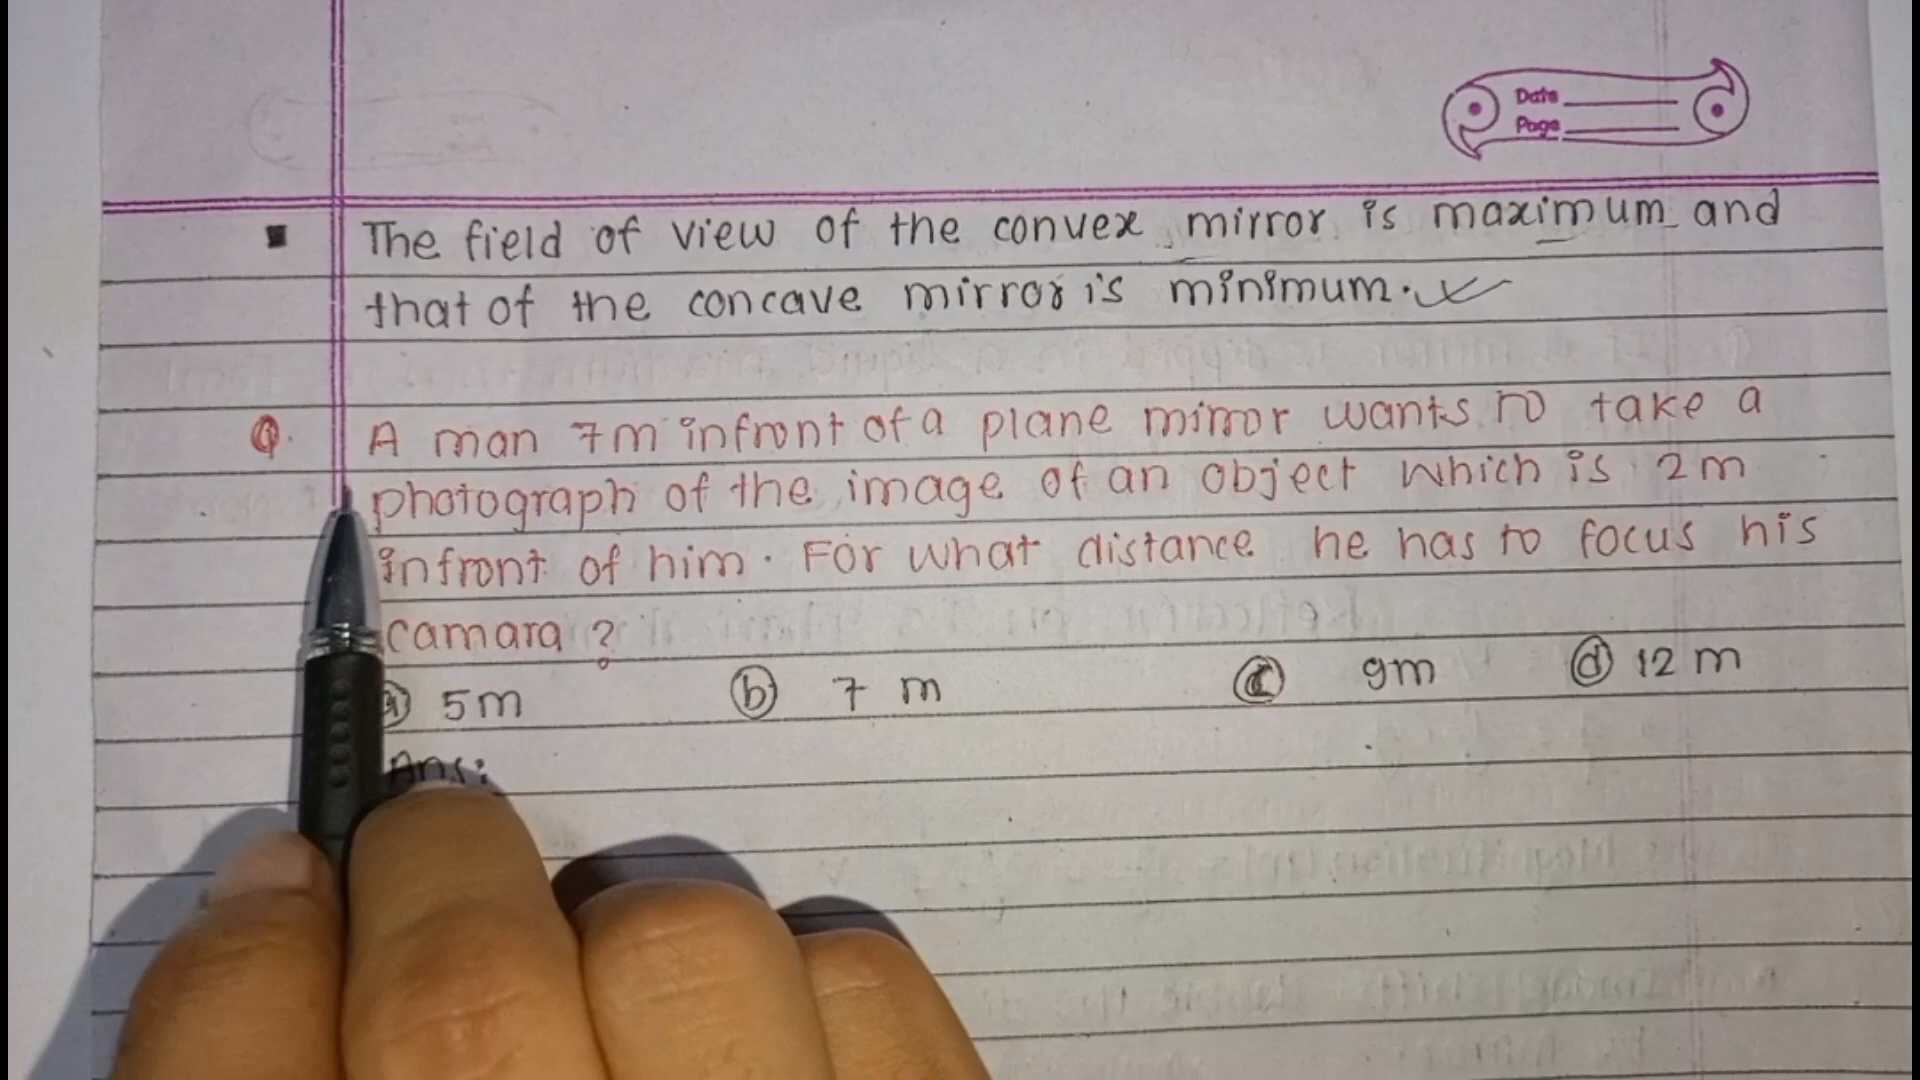 Date
Page
▪ The field of view of the convex mirror is maximum and
that of the concave mirror is minimum.
Q. A man 7m infront of a plane mirror wants to take a
photograph of the image of an object which is 2m
infront of him. For what distance he has to focus his
camara ?
a) 5m b) 7 m c) 9m d) 12 m
Ans: